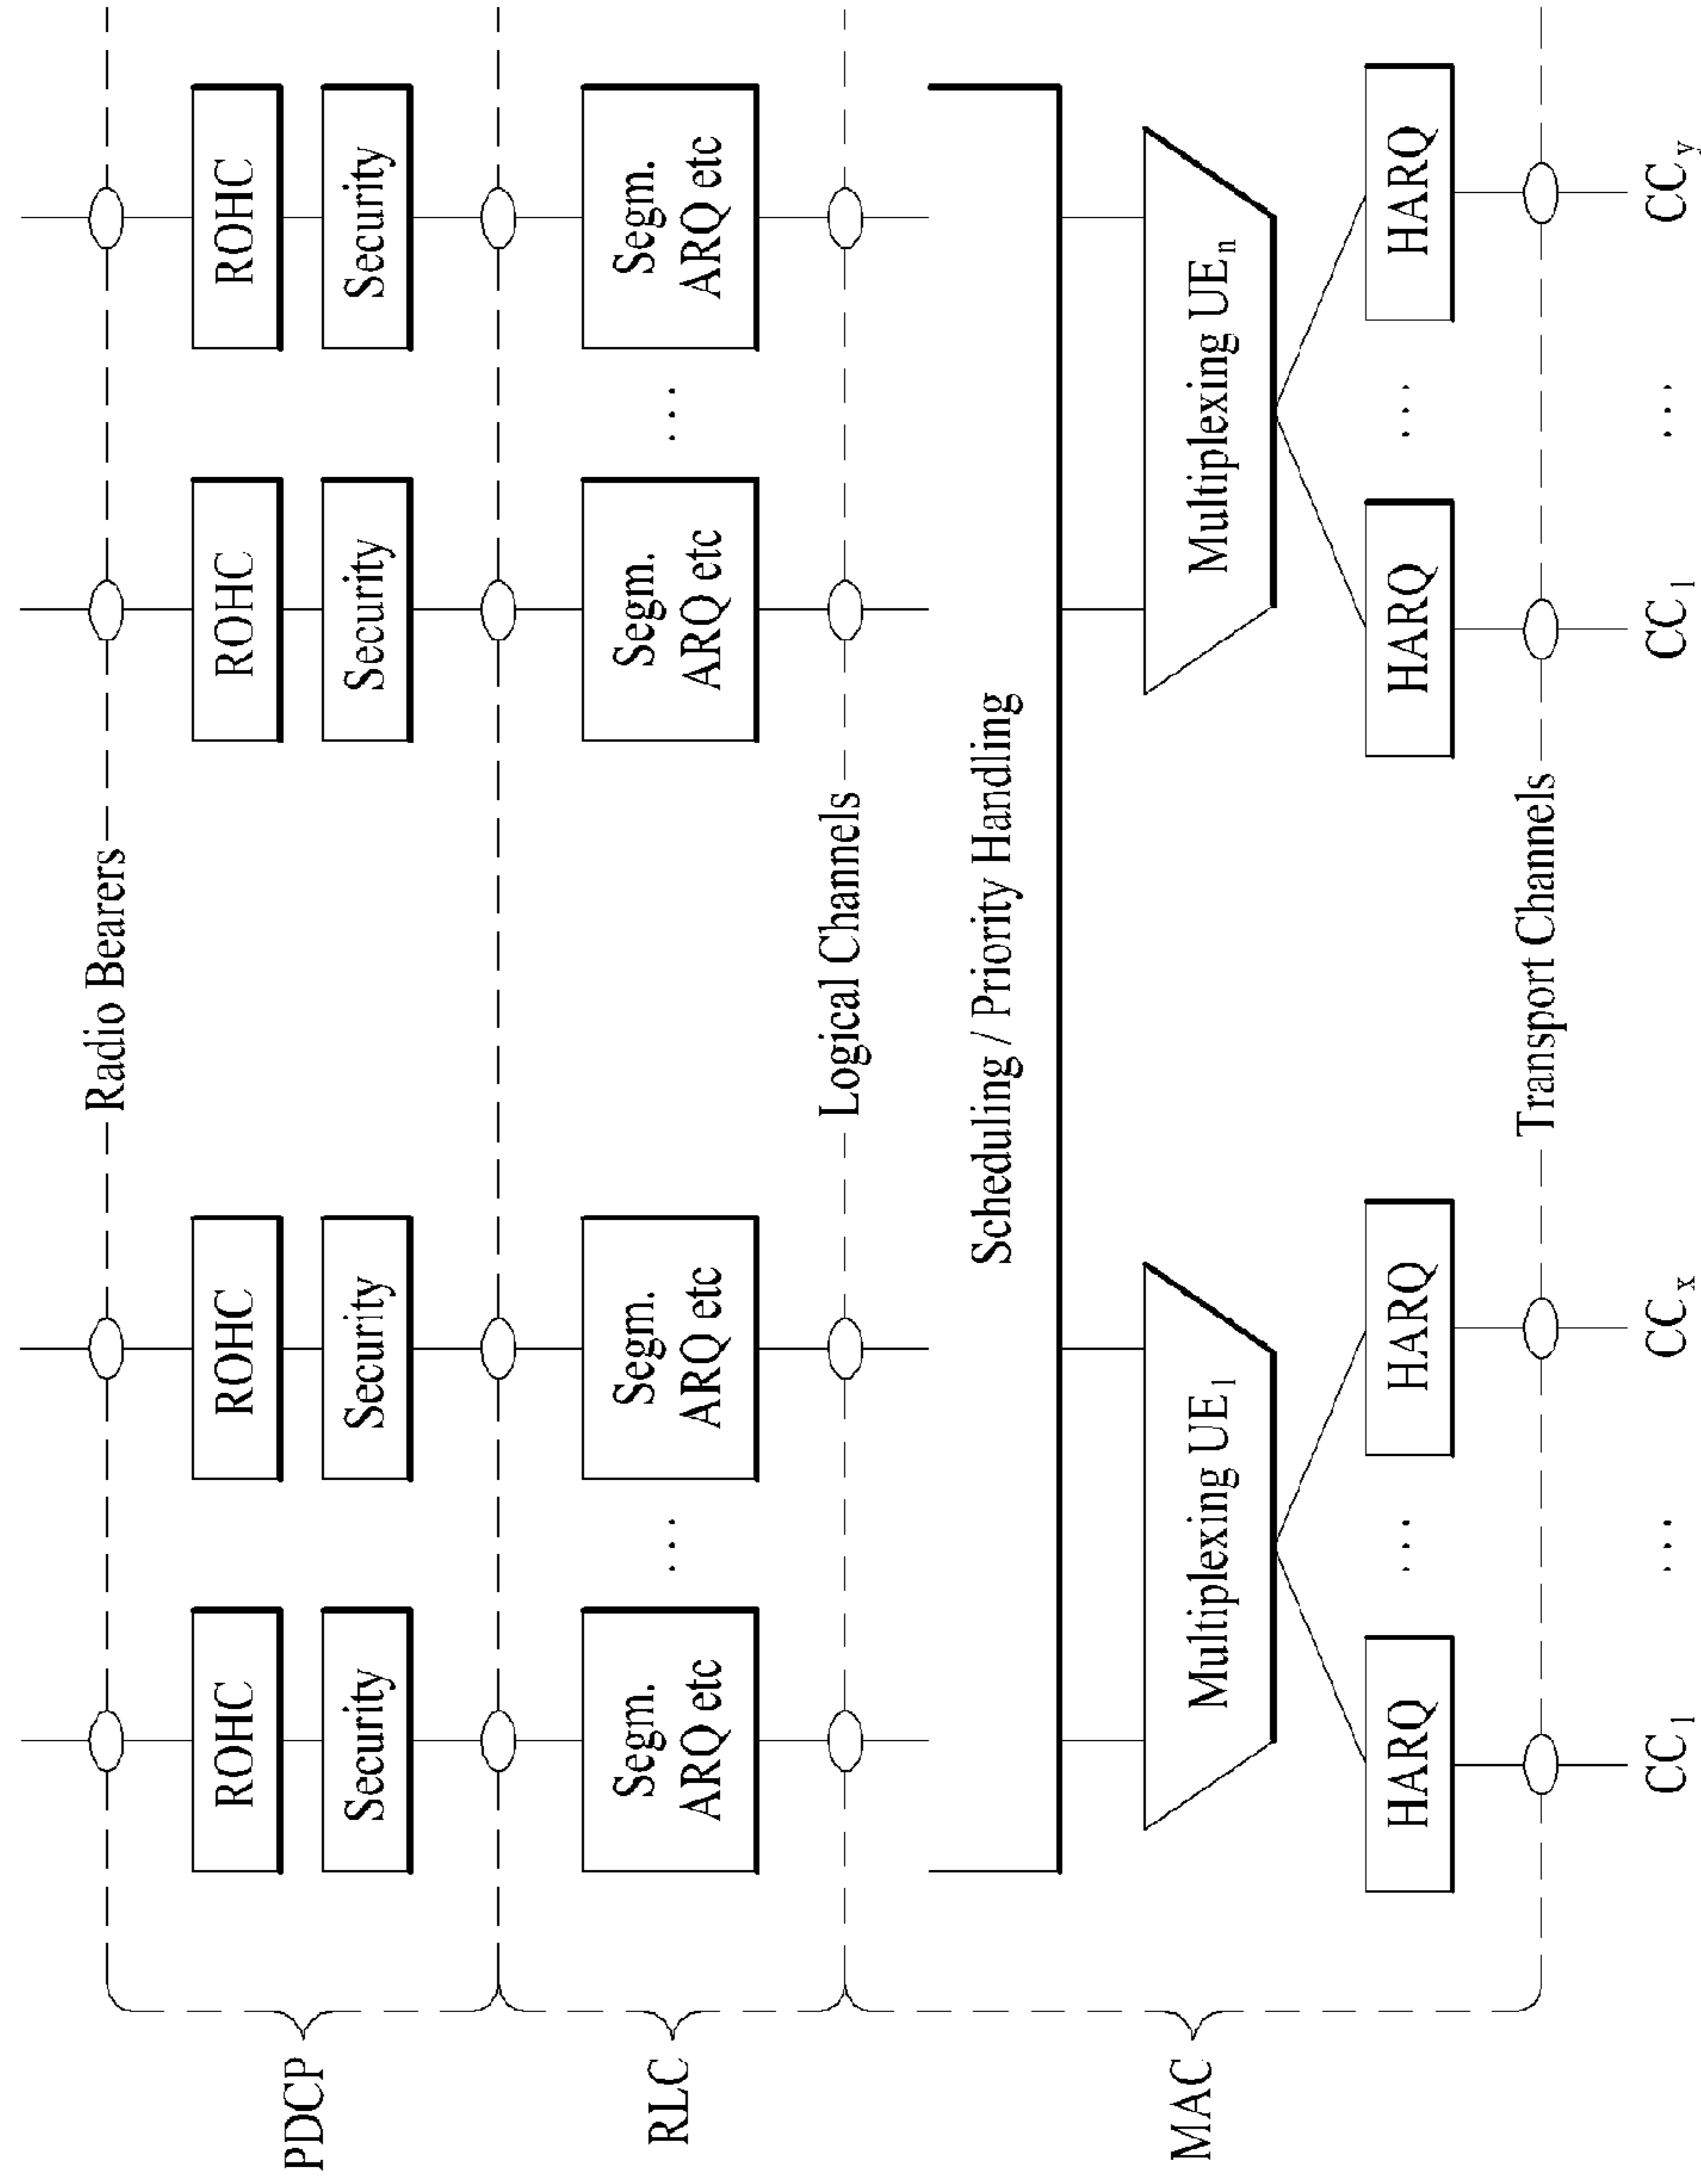 Radio Bearers
PDCP
ROHC
ROHC
ROHC
ROHC
Security
Security
Security
Security
RLC
Segm.
ARQ etc
...
Segm.
ARQ etc
Segm.
ARQ etc
...
Segm.
ARQ etc
Logical Channels
Scheduling / Priority Handling
MAC
Multiplexing UE1
Multiplexing UEn
HARQ
...
HARQ
HARQ
...
HARQ
Transport Channels
CC1
...
CCx
CC1
...
CCy